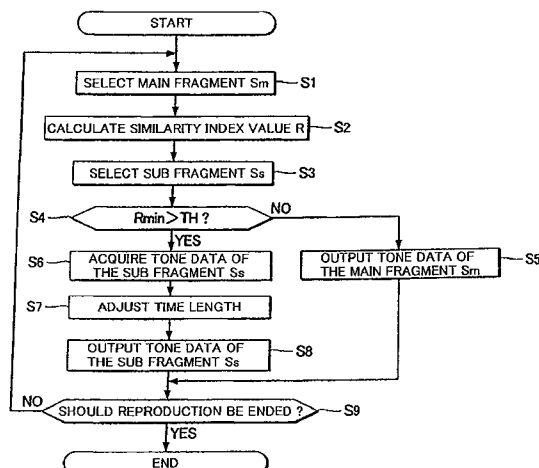 START
SELECT MAIN FRAGMENT Sm
S1
CALCULATE SIMILARITY INDEX VALUE R
S2
SELECT SUB FRAGMENT Ss
S3
S4
Rmin>TH ?
NO
YES
S6
ACQUIRE TONE DATA OF
THE SUB FRAGMENT Ss
OUTPUT TONE DATA OF
THE MAIN FRAGMENT Sm
S5
S7
ADJUST TIME LENGTH
OUTPUT TONE DATA OF
THE SUB FRAGMENT Ss
S8
NO
SHOULD REPRODUCTION BE ENDED ?
S9
YES
END